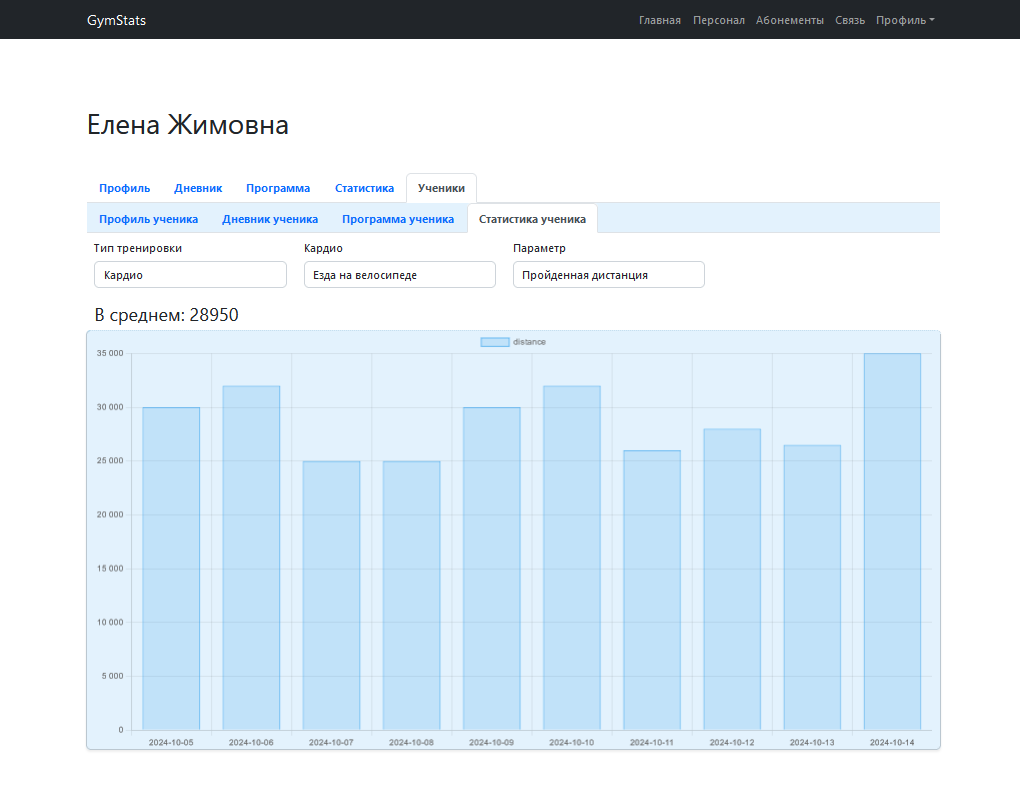 GymStats Главная Персонал Абонементы Связь Профиль
Елена Жимовна
Профиль Дневник Программа Статистика Ученики
Профиль ученика Дневник ученика Программа ученика Статистика ученика
Тип тренировки Кардио Параметр
Кардио Езда на велосипеде Пройденная дистанция
В среднем: 28950
distance
35 000
30 000
25 000
20 000
15 000
10 000
5 000
0
2024-10-05 2024-10-06 2024-10-07 2024-10-08 2024-10-09 2024-10-10 2024-10-11 2024-10-12 2024-10-13 2024-10-14